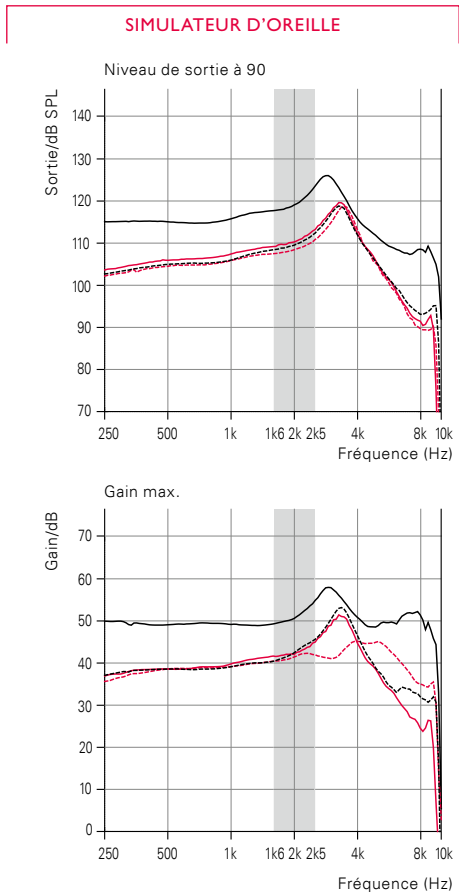 SIMULATEUR D'OREILLE
Niveau de sortie à 90
Sortie/dB SPL
140
130
120
110
100
90
80
70
250 500 1k 1k6 2k 2k5 4k 8k 10k
Fréquence (Hz)
Gain max.
Gain/dB
70
60
50
40
30
20
10
0
250 500 1k 1k6 2k 2k5 4k 8k 10k
Fréquence (Hz)